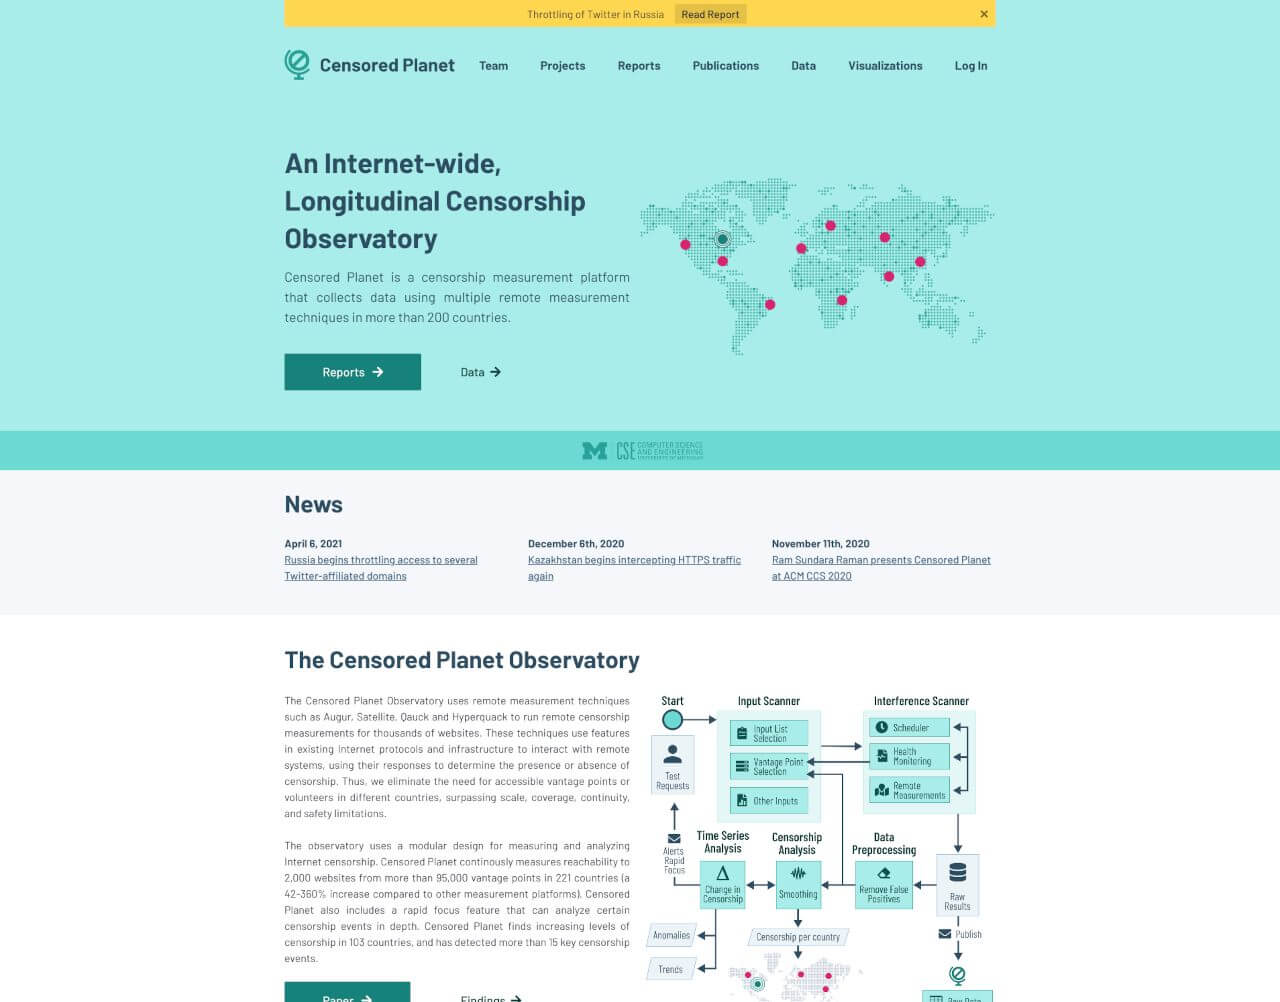 Throttling of Twitter in Russia Read Report ✕
Censored Planet Team Projects Reports Publications Data Visualizations Log In
An Internet-wide,
Longitudinal Censorship
Observatory
Censored Planet is a censorship measurement platform
that collects data using multiple remote measurement
techniques in more than 200 countries.
Reports → Data →
M CSE COMPUTER SCIENCE
AND ENGINEERING
UNIVERSITY OF MICHIGAN
News
April 6, 2021
Russia begins throttling access to several
Twitter-affiliated domains
December 6th, 2020
Kazakhstan begins intercepting HTTPS traffic
again
November 11th, 2020
Ram Sundara Raman presents Censored Planet
at ACM CCS 2020
The Censored Planet Observatory
The Censored Planet Observatory uses remote measurement techniques
such as Augur, Satellite, Qauck and Hyperquack to run remote censorship
measurements for thousands of websites. These techniques use features
in existing Internet protocols and infrastructure to interact with remote
systems, using their responses to determine the presence or absence of
censorship. Thus, we eliminate the need for accessible vantage points or
volunteers in different countries, surpassing scale, coverage, continuity,
and safety limitations.
The observatory uses a modular design for measuring and analyzing
Internet censorship. Censored Planet continously measures reachability to
2,000 websites from more than 95,000 vantage points in 221 countries (a
42-360% increase compared to other measurement platforms). Censored
Planet also includes a rapid focus feature that can analyze certain
censorship events in depth. Censored Planet finds increasing levels of
censorship in 103 countries, and has detected more than 15 key censorship
events.
Paper → Findings →
Start
Test
Requests
Input Scanner
Input List
Selection
Vantage Point
Selection
Other Inputs
Interference Scanner
Scheduler
Health
Monitoring
Remote
Measurements
Alerts
Rapid
Focus
Time Series
Analysis
Δ
Change in
Censorship
Censorship
Analysis
Smoothing
Data
Preprocessing
Remove False
Positives
Raw
Results
Anomalies
Trends
Censorship per country
Publish
Raw Data